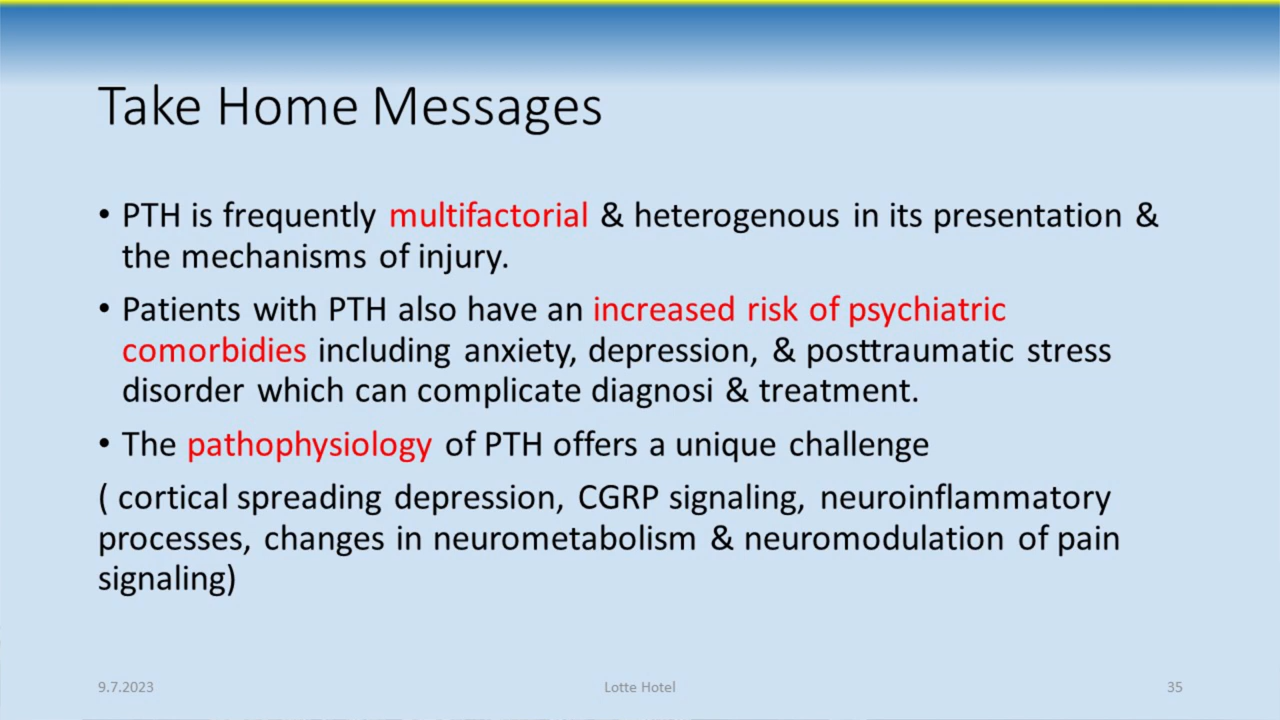 Take Home Messages
• PTH is frequently multifactorial & heterogenous in its presentation &
the mechanisms of injury.
• Patients with PTH also have an increased risk of psychiatric
comorbidies including anxiety, depression, & posttraumatic stress
disorder which can complicate diagnosi & treatment.
• The pathophysiology of PTH offers a unique challenge
( cortical spreading depression, CGRP signaling, neuroinflammatory
processes, changes in neurometabolism & neuromodulation of pain
signaling)
9.7.2023 Lotte Hotel 35